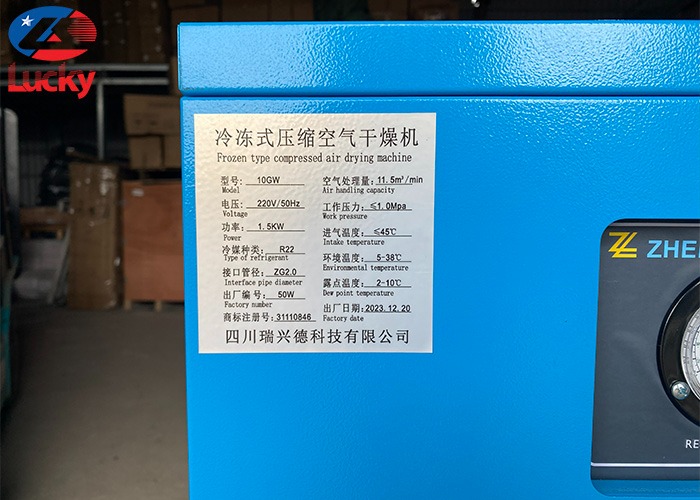 Lucky
冷冻式压缩空气干燥机
Frozen type compressed air drying machine
型号: 10GW
Model
空气处理量: 11.5m³/min
Air handling capacity
电压: 220V/50Hz
Voltage
工作压力: ≤1.0Mpa
Work pressure
功率: 1.5KW
Power
进气温度: ≤45℃
Intake temperature
冷媒种类: R22
Type of refrigerant
环境温度: 5-38℃
Environmental temperature
接口管径: ZG2.0
Interface pipe diameter
露点温度: 2-10℃
Dew point temperature
出厂编号: 50W
Factory number
出厂日期: 2023.12.20
Factory date
商标注册号: 31110846
四川瑞兴德科技有限公司
ZHE
RE